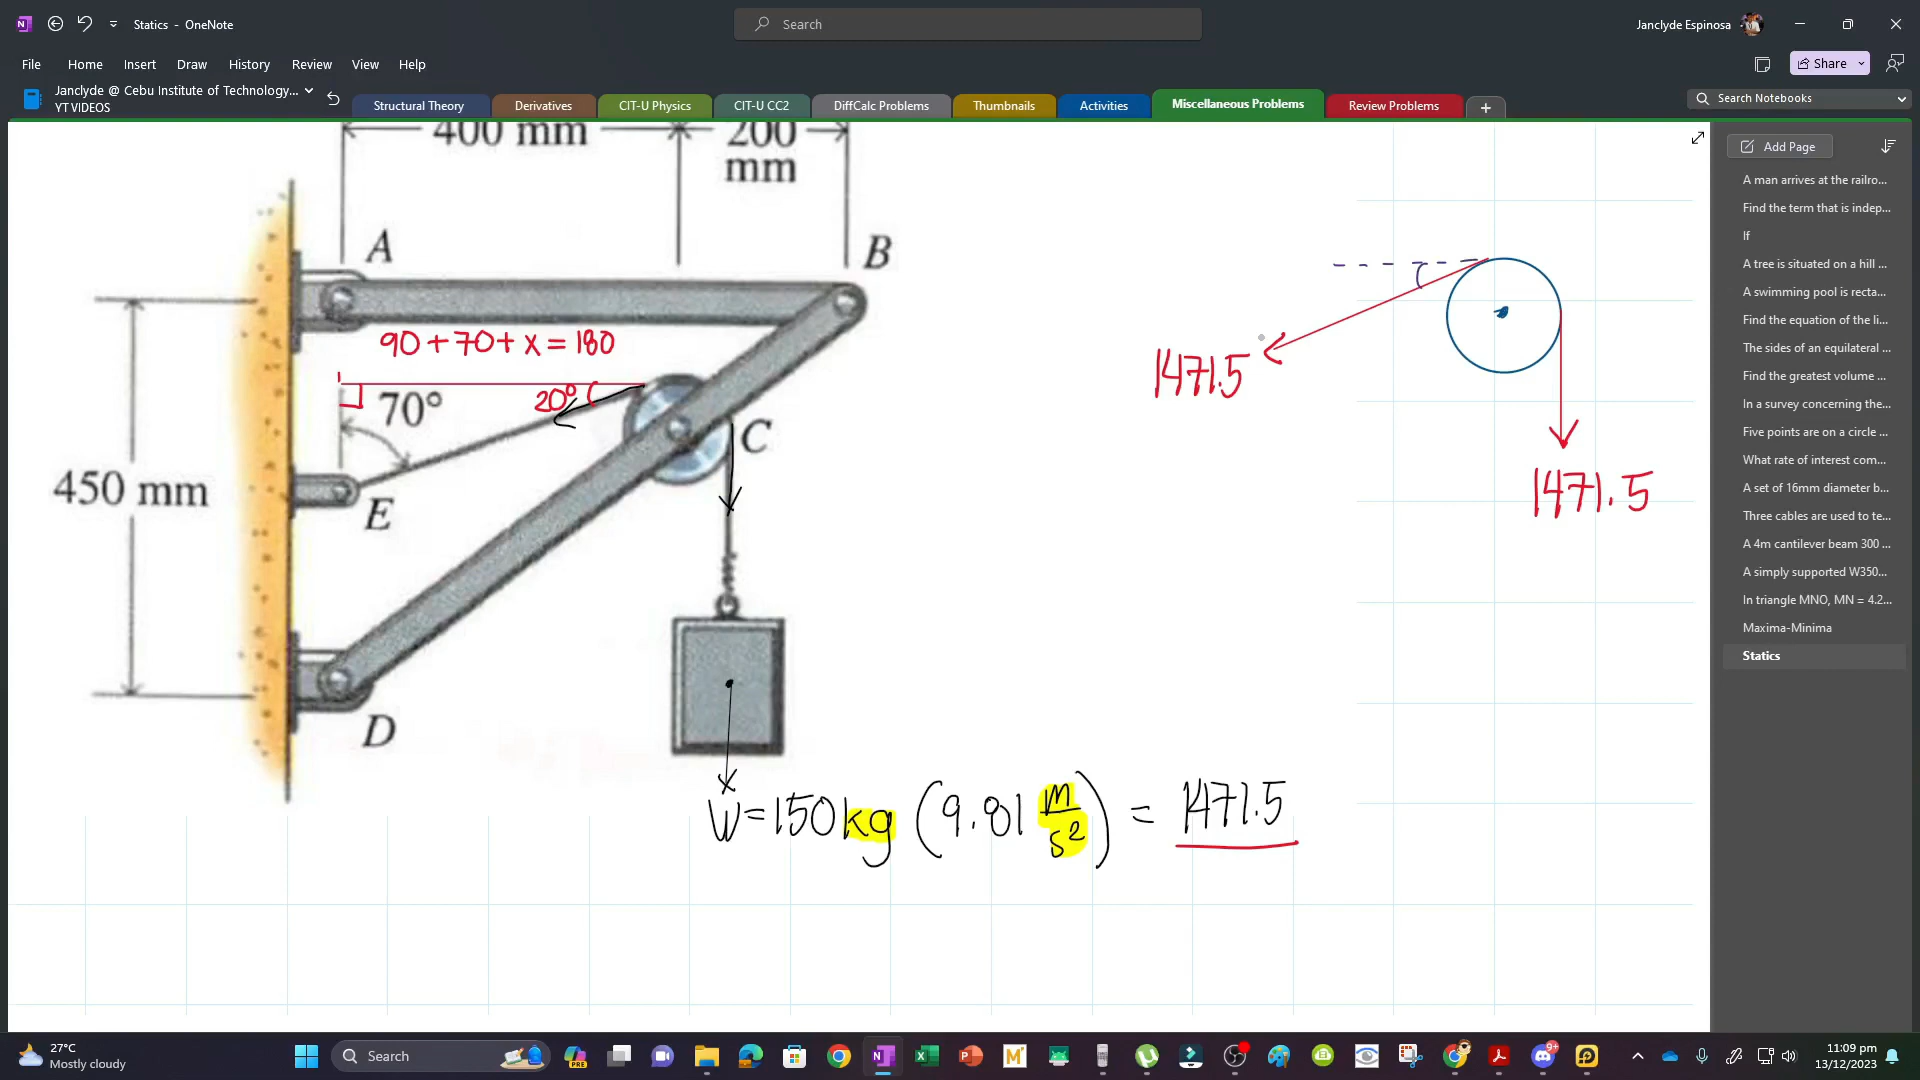 Statics - OneNote
Search
Janclyde Espinosa
File Home Insert Draw History Review View Help
Share
Janclyde @ Cebu Institute of Technology...
YT VIDEOS
Structural Theory Derivatives CIT-U Physics CIT-U CC2 DiffCalc Problems Thumbnails Activities Miscellaneous Problems Review Problems +
Search Notebooks
Add Page
A man arrives at the railro...
Find the term that is indep...
If
A tree is situated on a hill ...
A swimming pool is recta...
Find the equation of the li...
The sides of an equilateral ...
Find the greatest volume ...
In a survey concerning the...
Five points are on a circle ...
What rate of interest com...
A set of 16mm diameter b...
Three cables are used to te...
A 4m cantilever beam 300 ...
A simply supported W350...
In triangle MNO, MN = 4.2...
Maxima-Minima
Statics
400 mm
200
mm
A
B
90 + 70 + x = 180
20°
70°
C
450 mm
E
D
1471.5
1471.5
W = 150 kg (9.81 m/s²) = 1471.5
27°C
Mostly cloudy
Search
PRE
9+
11:09 pm
13/12/2023